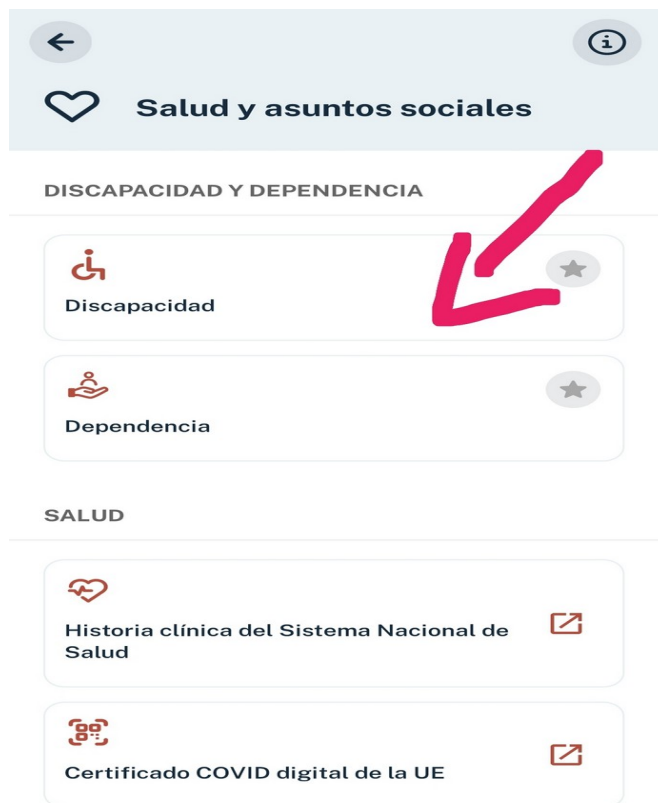 Salud y asuntos sociales
DISCAPACIDAD Y DEPENDENCIA
Discapacidad
Dependencia
SALUD
Historia clínica del Sistema Nacional de
Salud
Certificado COVID digital de la UE